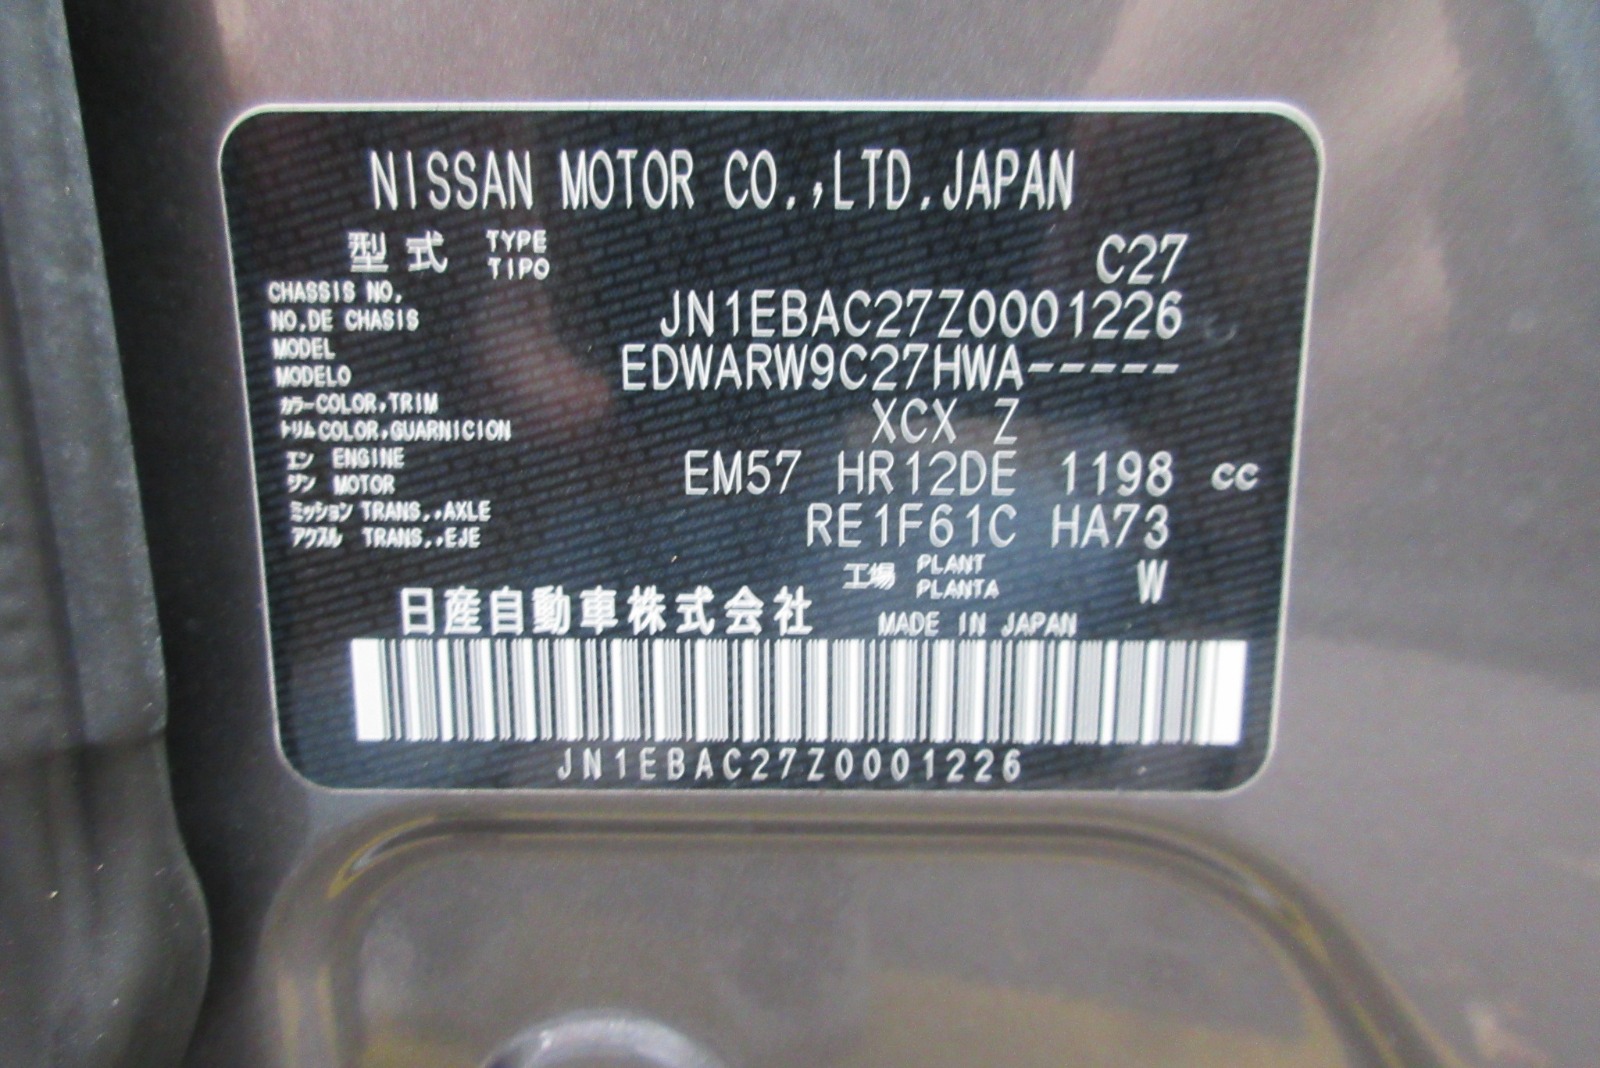 NISSAN MOTOR CO.,LTD.JAPAN
型式 TYPE TIPO C27
CHASSIS NO.
NO.DE CHASIS JN1EBAC27Z0001226
MODEL
MODELO EDWARW9C27HWA-----
カラー COLOR,TRIM
トリム COLOR,GUARNICION XCX Z
エン ENGINE
ジン MOTOR EM57 HR12DE 1198 cc
ミッション TRANS.,AXLE
アクスル TRANS.,EJE RE1F61C HA73
工場 PLANT PLANTA W
日産自動車株式会社 MADE IN JAPAN
JN1EBAC27Z0001226